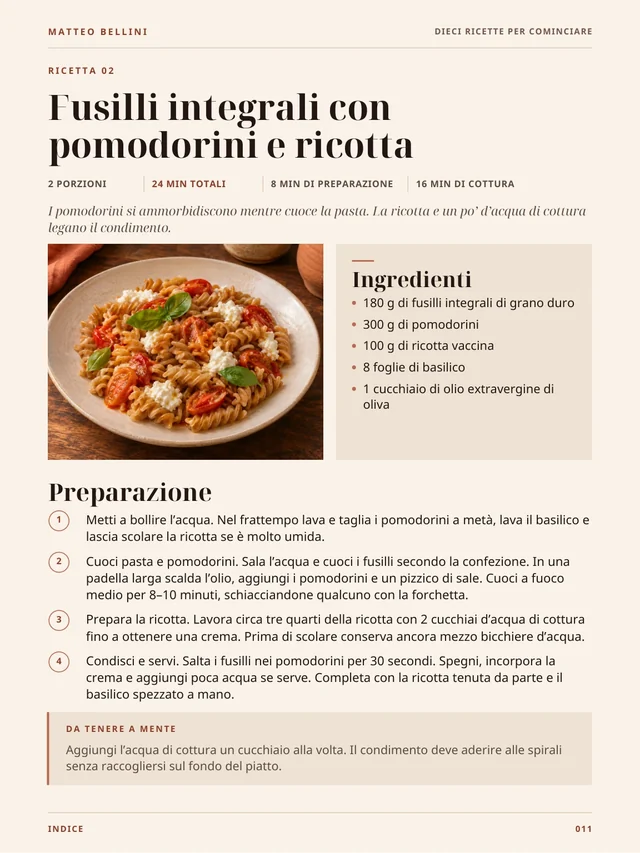 MATTEO BELLINI
DIECI RICETTE PER COMINCIARE
RICETTA 02
Fusilli integrali con
pomodorini e ricotta
2 PORZIONI
24 MIN TOTALI
8 MIN DI PREPARAZIONE
16 MIN DI COTTURA
I pomodorini si ammorbidiscono mentre cuoce la pasta. La ricotta e un po’ d’acqua di cottura
legano il condimento.
Ingredienti
• 180 g di fusilli integrali di grano duro
• 300 g di pomodorini
• 100 g di ricotta vaccina
• 8 foglie di basilico
• 1 cucchiaio di olio extravergine di
oliva
Preparazione
1 Metti a bollire l’acqua. Nel frattempo lava e taglia i pomodorini a metà, lava il basilico e
lascia scolare la ricotta se è molto umida.
2 Cuoci pasta e pomodorini. Sala l’acqua e cuoci i fusilli secondo la confezione. In una
padella larga scalda l’olio, aggiungi i pomodorini e un pizzico di sale. Cuoci a fuoco
medio per 8–10 minuti, schiacciandone qualcuno con la forchetta.
3 Prepara la ricotta. Lavora circa tre quarti della ricotta con 2 cucchiai d’acqua di cottura
fino a ottenere una crema. Prima di scolare conserva ancora mezzo bicchiere d’acqua.
4 Condisci e servi. Salta i fusilli nei pomodorini per 30 secondi. Spegni, incorpora la
crema e aggiungi poca acqua se serve. Completa con la ricotta tenuta da parte e il
basilico spezzato a mano.
DA TENERE A MENTE
Aggiungi l’acqua di cottura un cucchiaio alla volta. Il condimento deve aderire alle spirali
senza raccogliersi sul fondo del piatto.
INDICE
011